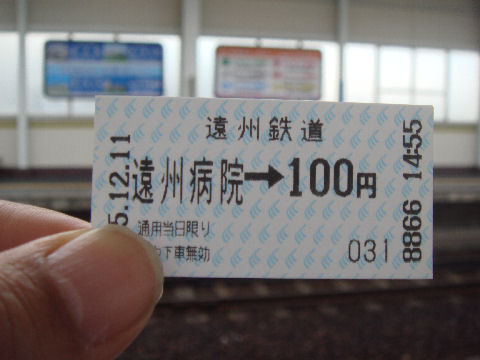 遠州鉄道
遠州病院→100円
通用当日限り
下車無効
031
5.12.11
8866 14:55